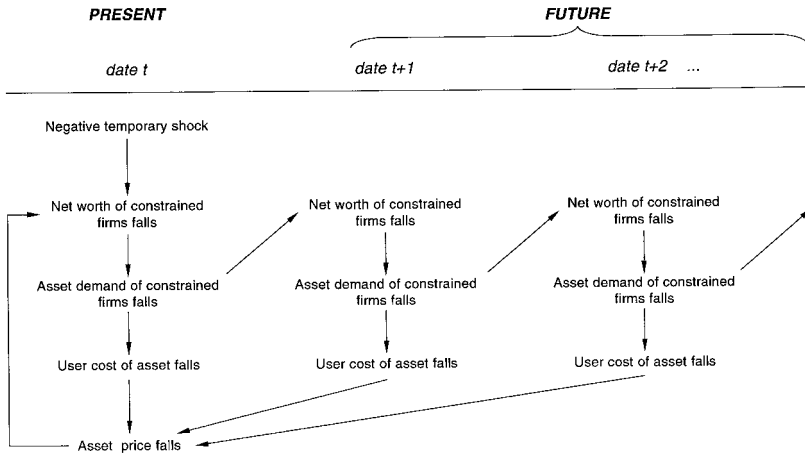 PRESENT FUTURE
date t date t+1 date t+2 ...
Negative temporary shock
Net worth of constrained
firms falls
Net worth of constrained
firms falls
Net worth of constrained
firms falls
Asset demand of constrained
firms falls
Asset demand of constrained
firms falls
Asset demand of constrained
firms falls
User cost of asset falls
User cost of asset falls
User cost of asset falls
Asset price falls